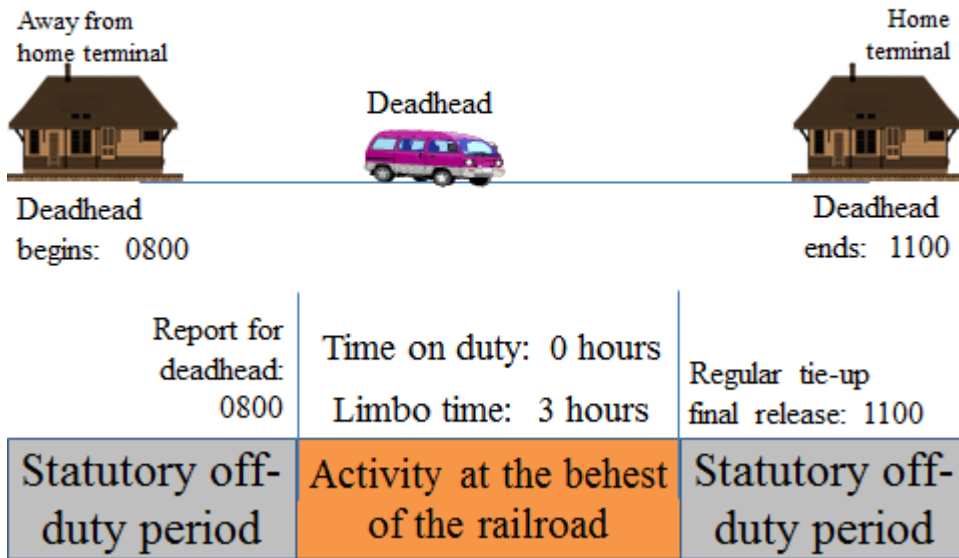 Away from
home terminal
Home
terminal
Deadhead
Deadhead
begins: 0800
Deadhead
ends: 1100
Report for
deadhead:
0800
Time on duty: 0 hours
Limbo time: 3 hours
Regular tie-up
final release: 1100
Statutory off-
duty period
Activity at the behest
of the railroad
Statutory off-
duty period